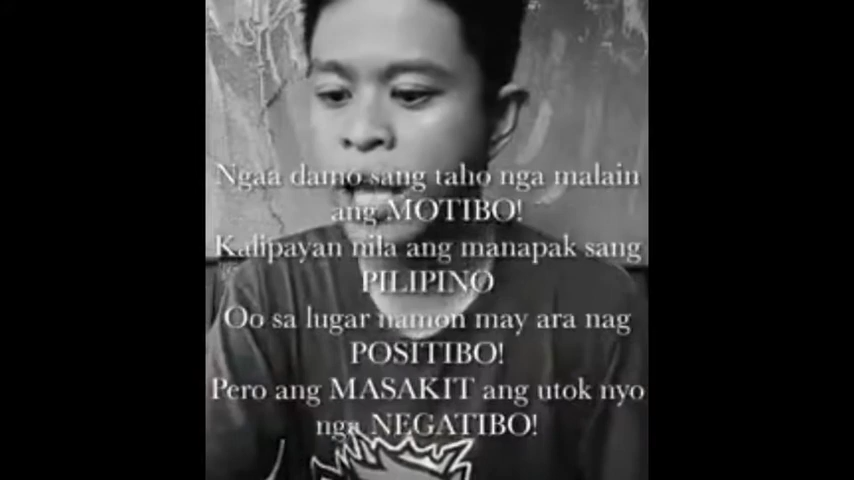 Ngaa damo sang taho nga malain
ang MOTIBO!
Kalipayan nila ang manapak sang
PILIPINO
Oo sa lugar namon may ara nag
POSITIBO!
Pero ang MASAKIT ang utok nyo
nga NEGATIBO!